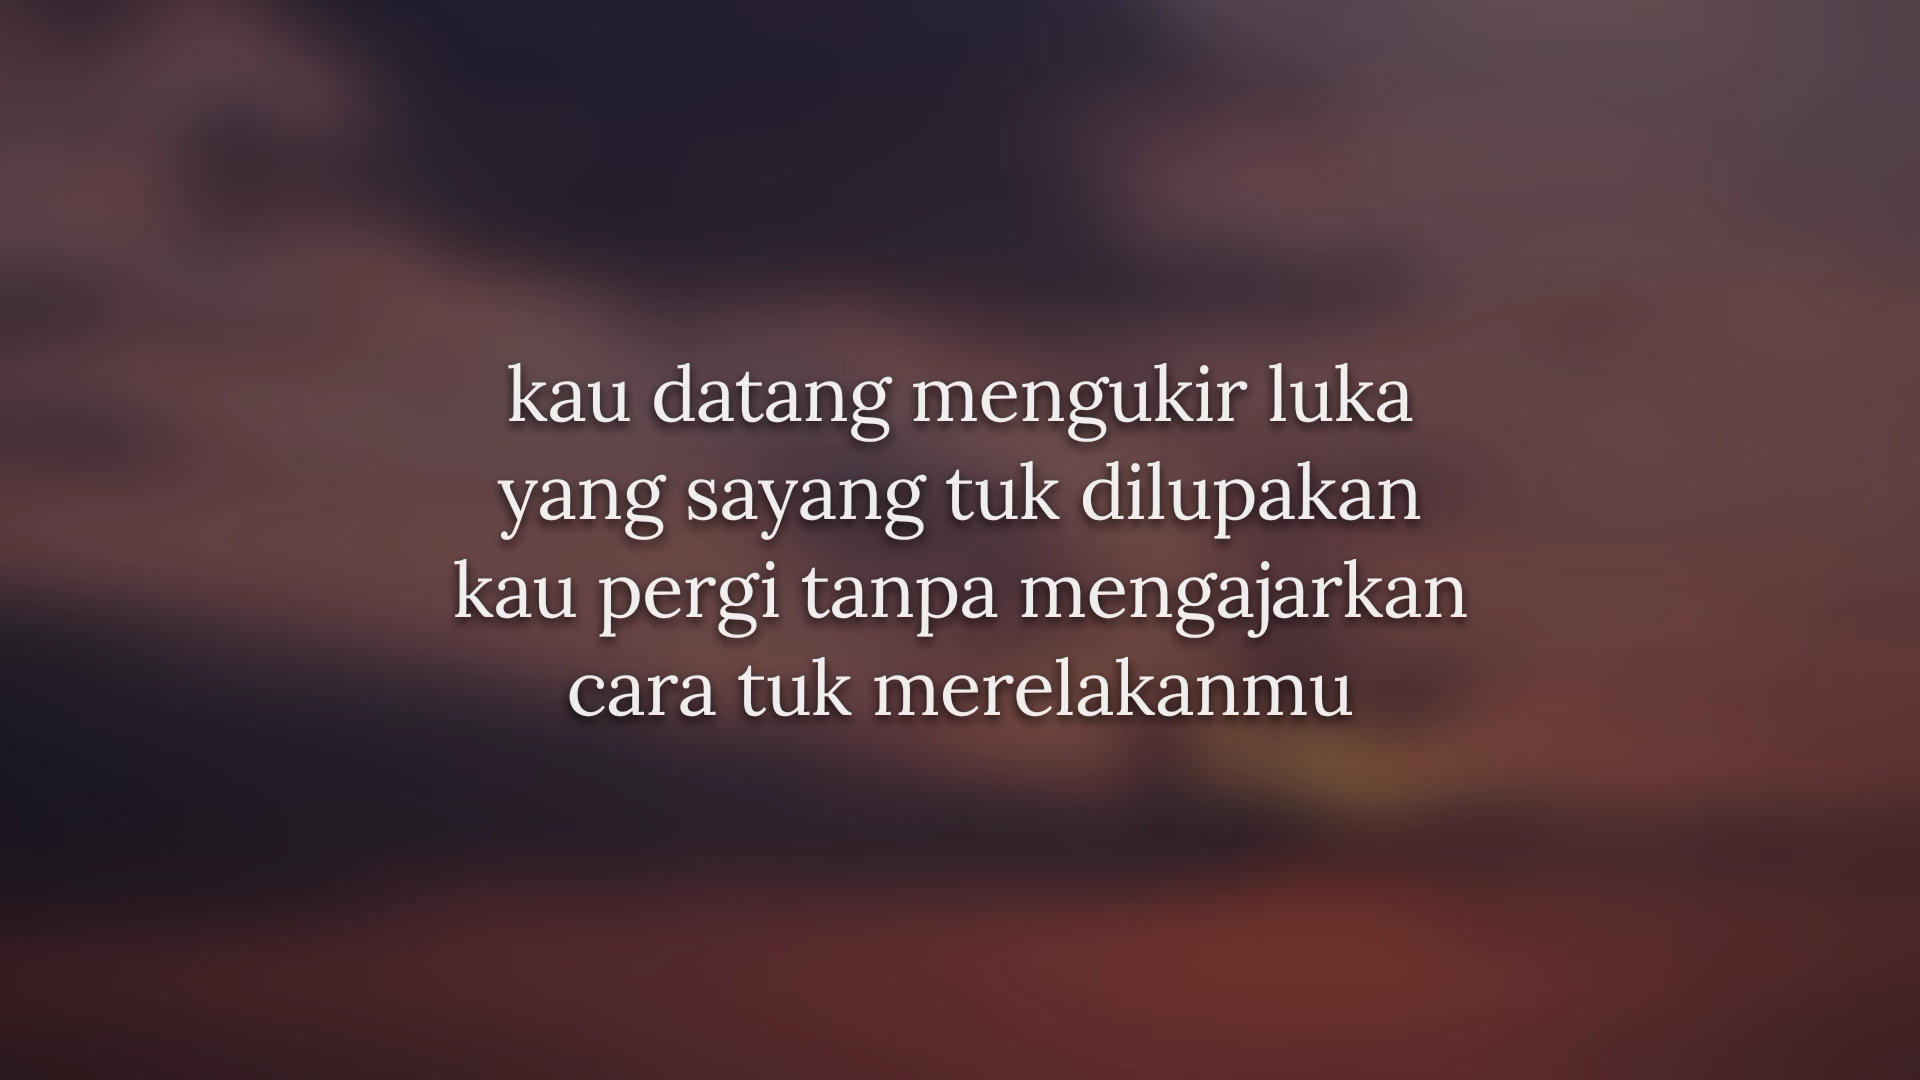 kau datang mengukir luka
yang sayang tuk dilupakan
kau pergi tanpa mengajarkan
cara tuk merelakanmu